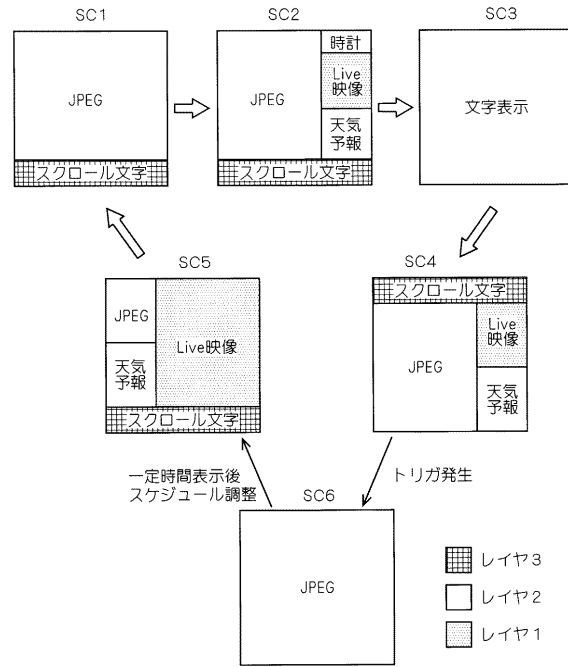 SC1
JPEG
スクロール文字
SC2
JPEG
時計
Live
映像
天気
予報
スクロール文字
SC3
文字表示
SC4
スクロール文字
JPEG
Live
映像
天気
予報
SC5
JPEG
天気
予報
Live映像
スクロール文字
一定時間表示後
スケジュール調整
トリガ発生
SC6
JPEG
レイヤ3
レイヤ2
レイヤ1